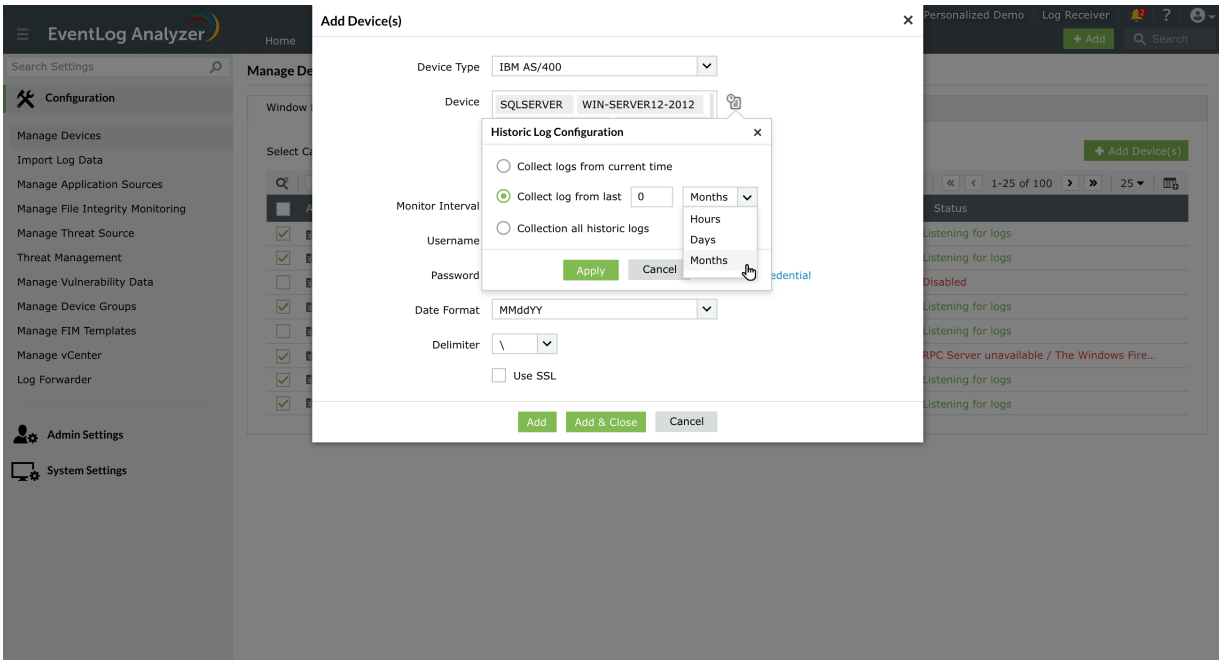 EventLog Analyzer
Home
Personalized Demo
Log Receiver
2
?
+ Add
Search
Search Settings
Configuration
Manage Devices
Import Log Data
Manage Application Sources
Manage File Integrity Monitoring
Manage Threat Source
Threat Management
Manage Vulnerability Data
Manage Device Groups
Manage FIM Templates
Manage vCenter
Log Forwarder
Admin Settings
System Settings
Manage De
Window
Select Ca
+ Add Device(s)
1-25 of 100
25
A
Status
Listening for logs
Listening for logs
Disabled
Listening for logs
Listening for logs
RPC Server unavailable / The Windows Fire...
Listening for logs
Listening for logs
Add Device(s)
Device Type IBM AS/400
Device SQLSERVER WIN-SERVER12-2012
Historic Log Configuration
Collect logs from current time
Collect log from last 0 Months
Hours
Days
Months
Collection all historic logs
Apply Cancel
Monitor Interval
Username
Password
edential
Date Format MMddYY
Delimiter \
Use SSL
Add Add & Close Cancel